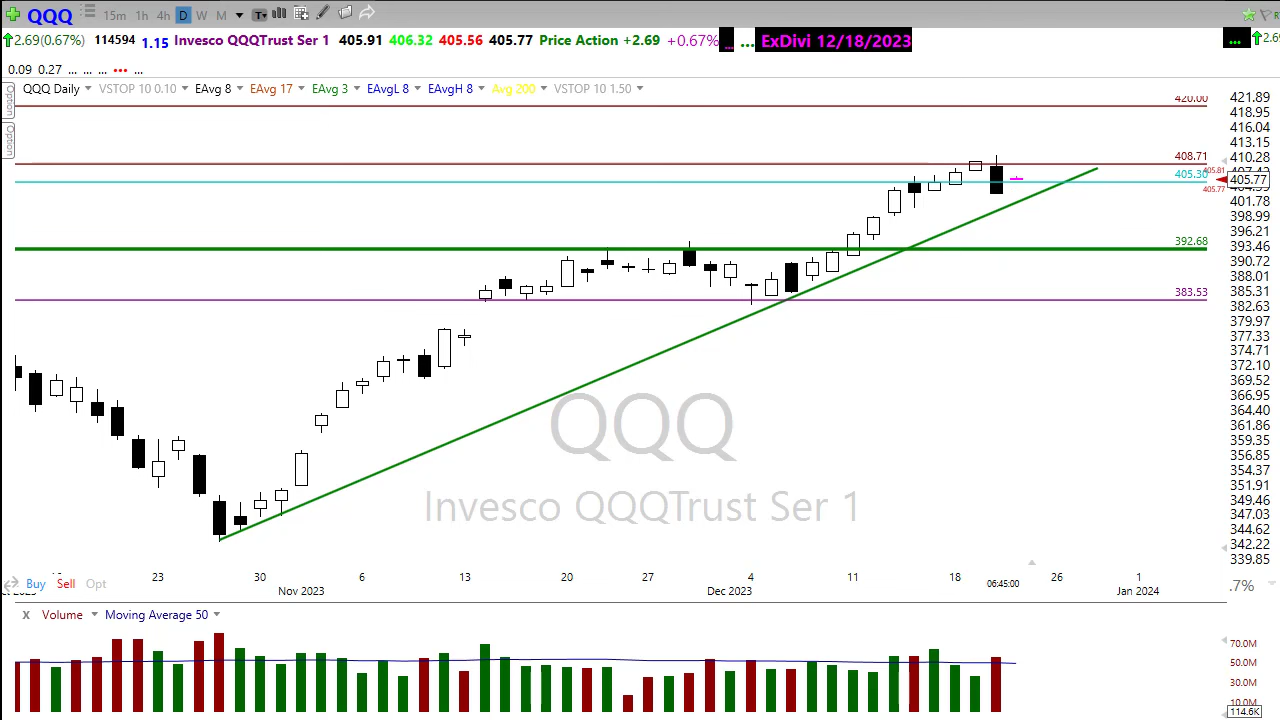 QQQ 15m 1h 4h D W M
2.69(0.67%) 114594 1.15 Invesco QQQTrust Ser 1 405.91 406.32 405.56 405.77 Price Action +2.69 +0.67% ... ... ExDivi 12/18/2023 ...
0.09 0.27 ... ... ... ... ...
QQQ Daily VSTOP 10 0.10 EAvg 8 EAvg 17 EAvg 3 EAvgL 8 EAvgH 8 Avg 200 VSTOP 10 1.50
Option
Option
420.00
408.71
405.30
392.68
383.53
405.81
405.77
421.89
418.95
416.04
413.15
410.28
405.77
401.78
398.99
396.21
393.46
390.72
388.01
385.31
382.63
379.97
377.33
374.71
372.10
369.52
366.95
364.40
361.86
359.35
356.85
354.37
351.91
349.46
347.03
344.62
342.22
339.85
QQQ
Invesco QQQTrust Ser 1
23 30 6 13 20 27 4 11 18 26 1
Buy Sell Opt 06:45:00 .7%
Nov 2023 Dec 2023 Jan 2024
X Volume Moving Average 50
70.0M
50.0M
30.0M
10.0M
114.6K